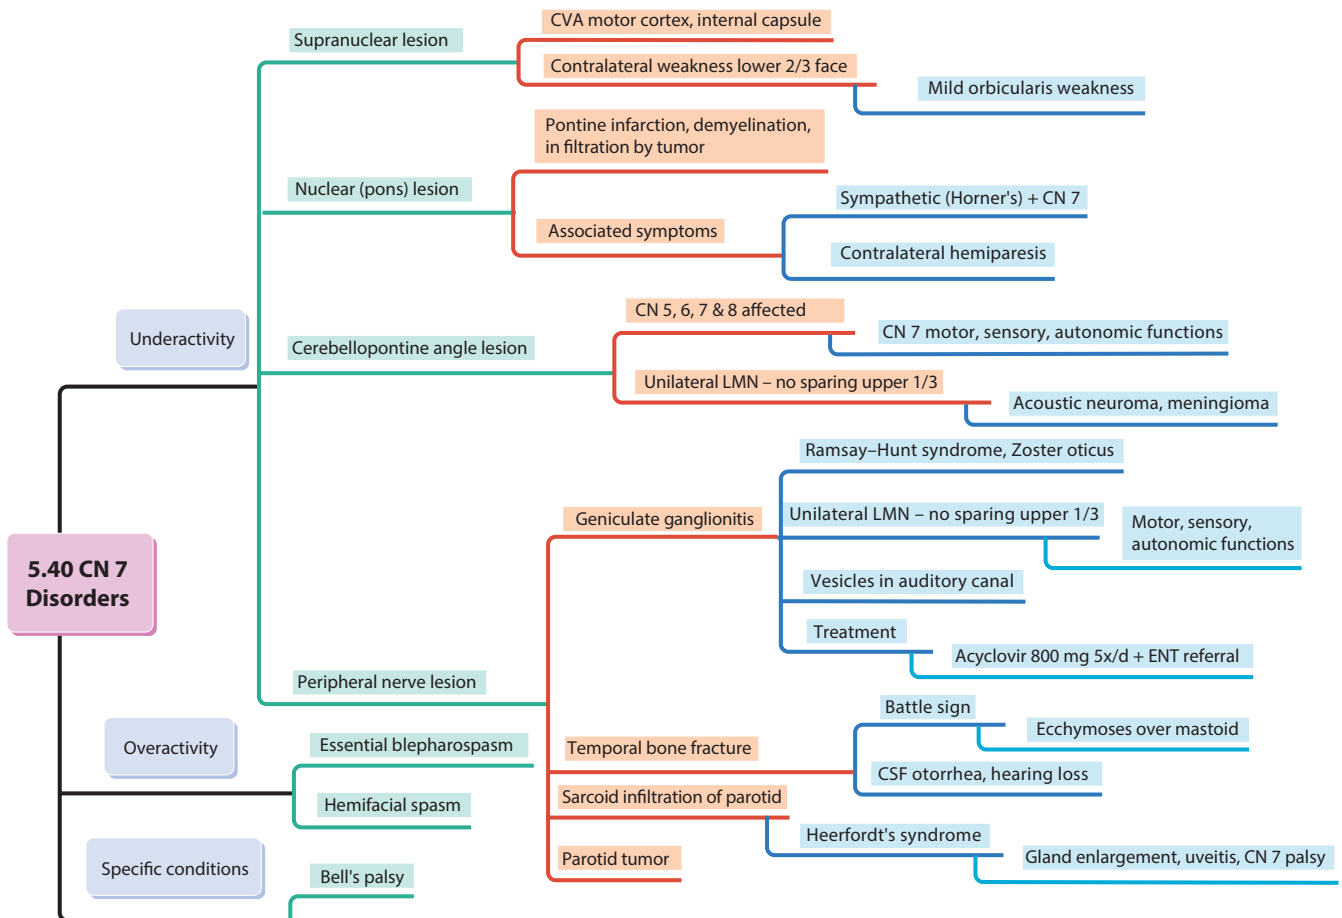 5.40 CN 7
Disorders
Underactivity
Supranuclear lesion
CVA motor cortex, internal capsule
Contralateral weakness lower 2/3 face
Mild orbicularis weakness
Nuclear (pons) lesion
Pontine infarction, demyelination,
in filtration by tumor
Associated symptoms
Sympathetic (Horner's) + CN 7
Contralateral hemiparesis
Cerebellopontine angle lesion
CN 5, 6, 7 & 8 affected
CN 7 motor, sensory, autonomic functions
Unilateral LMN – no sparing upper 1/3
Acoustic neuroma, meningioma
Peripheral nerve lesion
Geniculate ganglionitis
Ramsay–Hunt syndrome, Zoster oticus
Unilateral LMN – no sparing upper 1/3
Motor, sensory,
autonomic functions
Vesicles in auditory canal
Treatment
Acyclovir 800 mg 5x/d + ENT referral
Temporal bone fracture
Battle sign
Ecchymoses over mastoid
CSF otorrhea, hearing loss
Sarcoid infiltration of parotid
Heerfordt's syndrome
Gland enlargement, uveitis, CN 7 palsy
Parotid tumor
Overactivity
Essential blepharospasm
Hemifacial spasm
Specific conditions
Bell's palsy